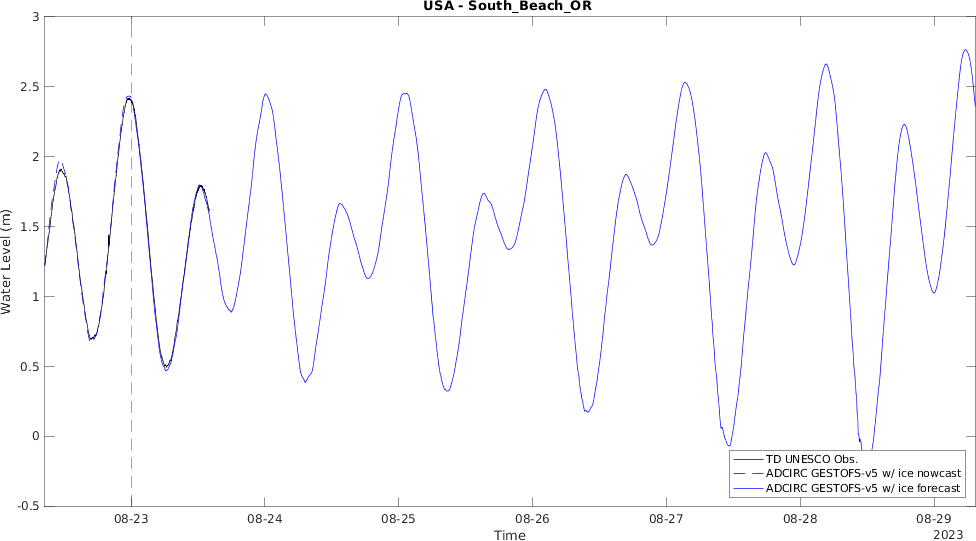 USA - South_Beach_OR
3
2.5
2
1.5
1
0.5
0
-0.5
Water Level (m)
08-23 08-24 08-25 08-26 08-27 08-28 08-29
Time
2023
TD UNESCO Obs.
ADCIRC GESTOFS-v5 w/ ice nowcast
ADCIRC GESTOFS-v5 w/ ice forecast